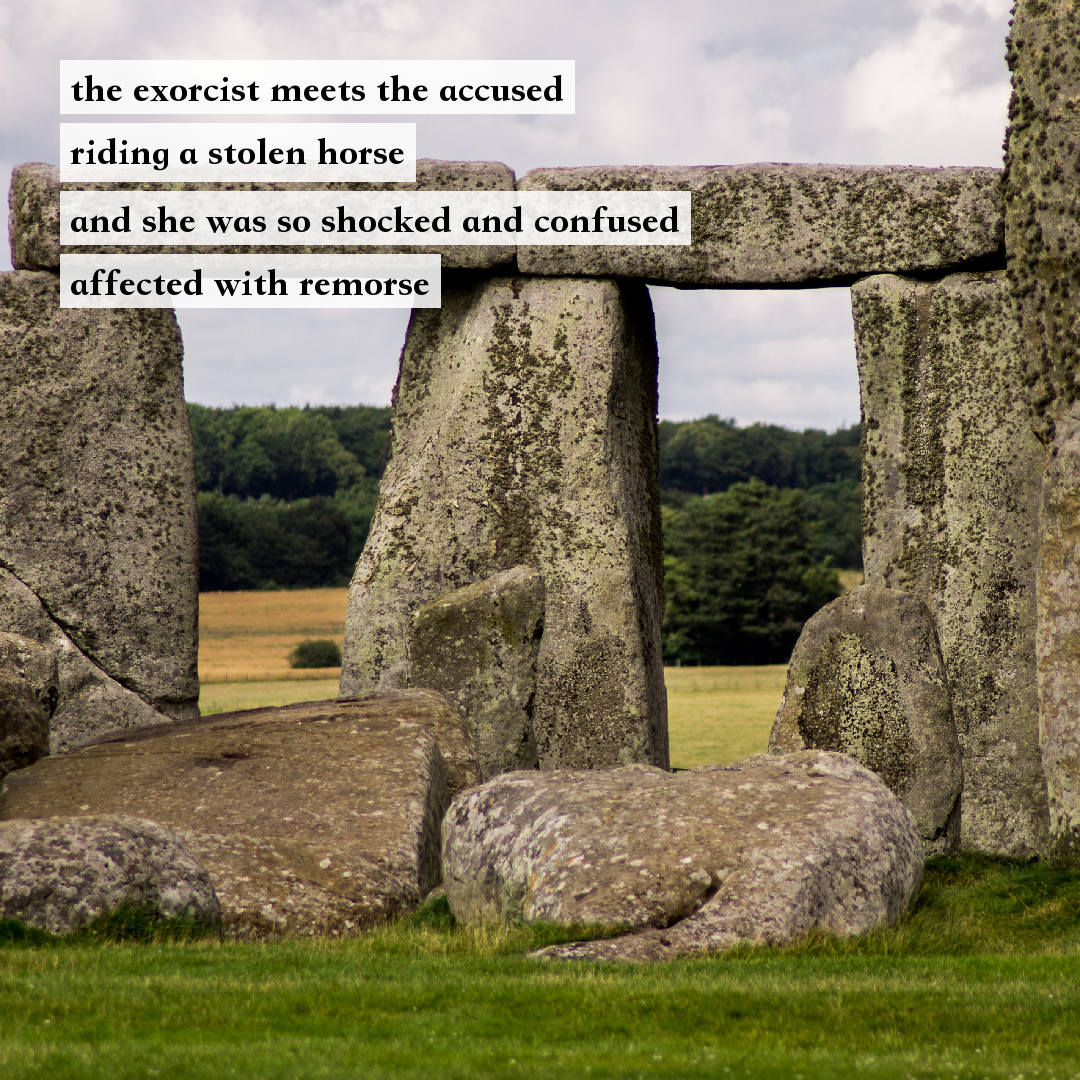 the exorcist meets the accused
riding a stolen horse
and she was so shocked and confused
affected with remorse